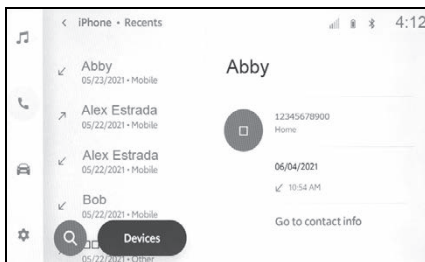 iPhone • Recents
4:12
Abby
05/23/2021 • Mobile
Alex Estrada
05/22/2021 • Mobile
Alex Estrada
05/22/2021 • Mobile
Bob
05/22/2021 • Mobile
05/22/2021 • Other
Devices
Abby
12345678900
Home
06/04/2021
10:54 AM
Go to contact info